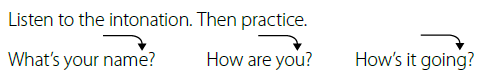 Listen to the intonation. Then practice.
What's your name? How are you? How's it going?